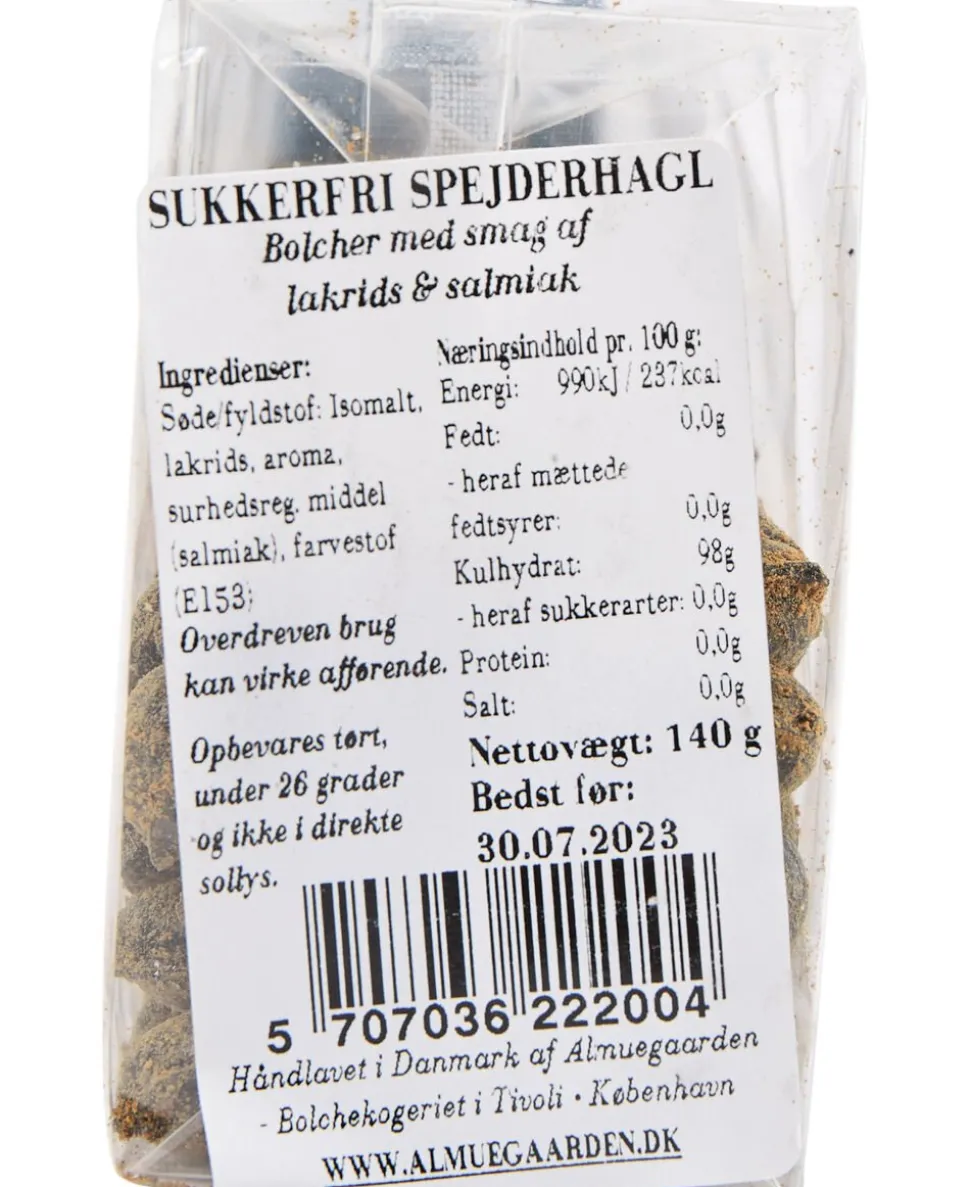 SUKKERFRI SPEJDERHAGL
Bolcher med smag af
lakrids & salmiak
Ingredienser:
Søde/fyldstof: Isomalt,
lakrids, aroma,
surhedsreg. middel
(salmiak), farvestof
(E153)
Overdreven brug
kan virke afførende.
Opbevares tørt,
under 26 grader
og ikke i direkte
sollys.
Næringsindhold pr. 100 g:
Energi: 990kJ / 237kcal
Fedt: 0,0g
- heraf mættede
fedtsyrer: 0,0g
Kulhydrat: 98g
- heraf sukkerarter: 0,0g
Protein: 0,0g
Salt: 0,0g
Nettovægt: 140 g
Bedst før:
30.07.2023
5 707036 222004
Håndlavet i Danmark af Almuegaarden
- Bolchekogeriet i Tivoli • København
WWW.ALMUEGAARDEN.DK